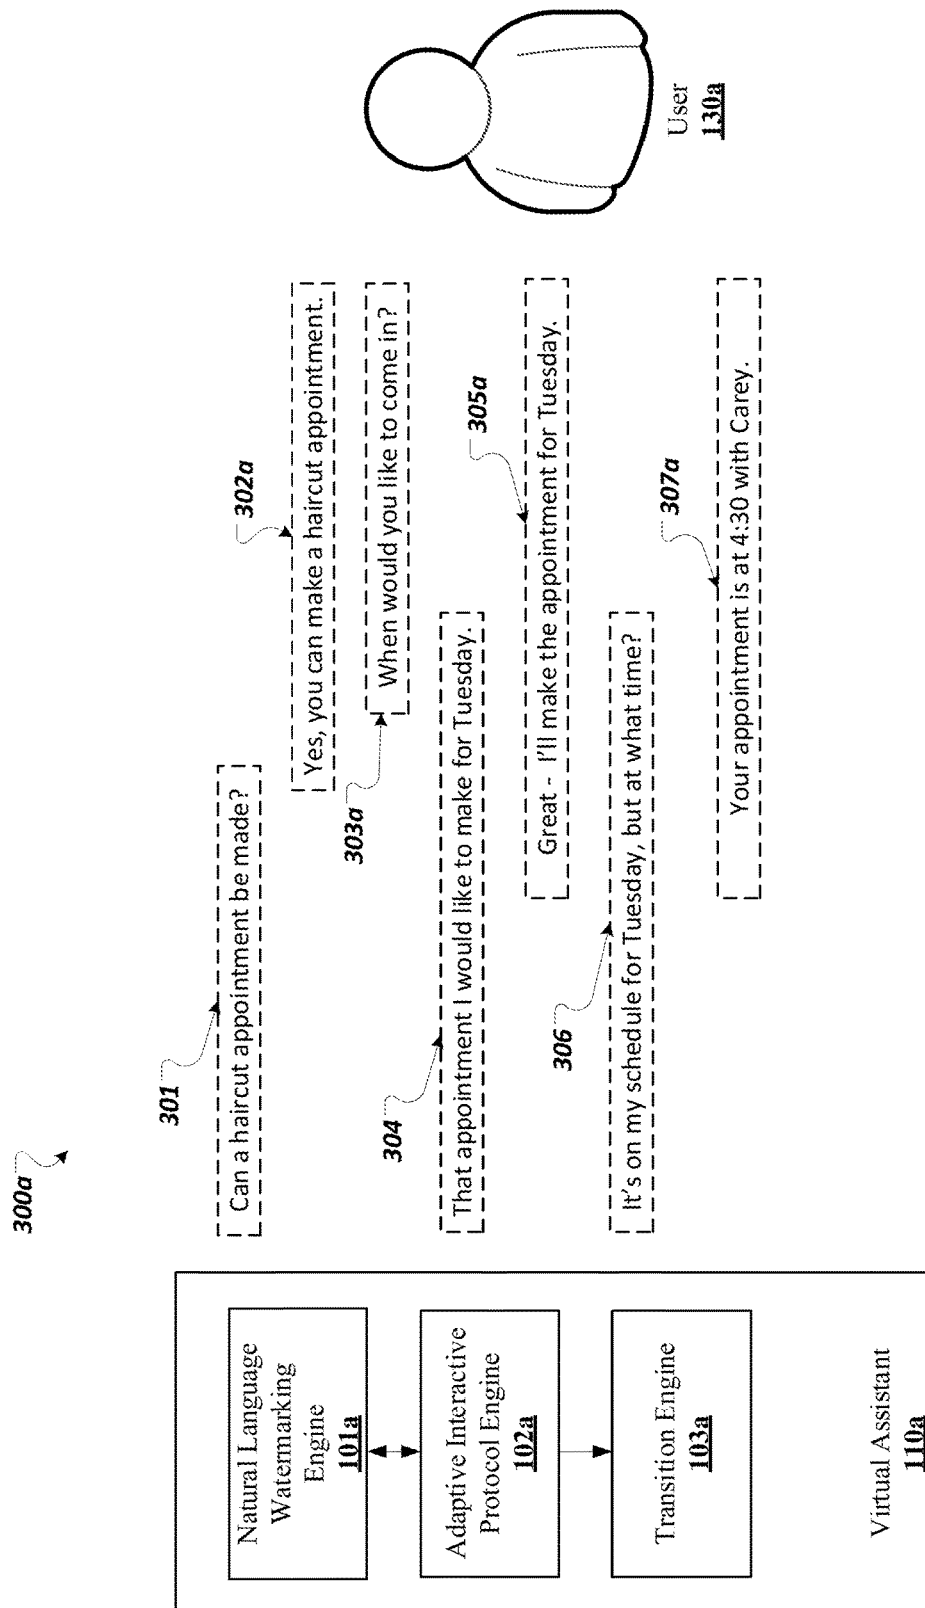 300a
Natural Language
Watermarking
Engine
101a
Adaptive Interactive
Protocol Engine
102a
Transition Engine
103a
Virtual Assistant
110a
301
Can a haircut appointment be made?
302a
Yes, you can make a haircut appointment.
303a
When would you like to come in?
304
That appointment I would like to make for Tuesday.
305a
Great - I'll make the appointment for Tuesday.
306
It's on my schedule for Tuesday, but at what time?
307a
Your appointment is at 4:30 with Carey.
User
130a